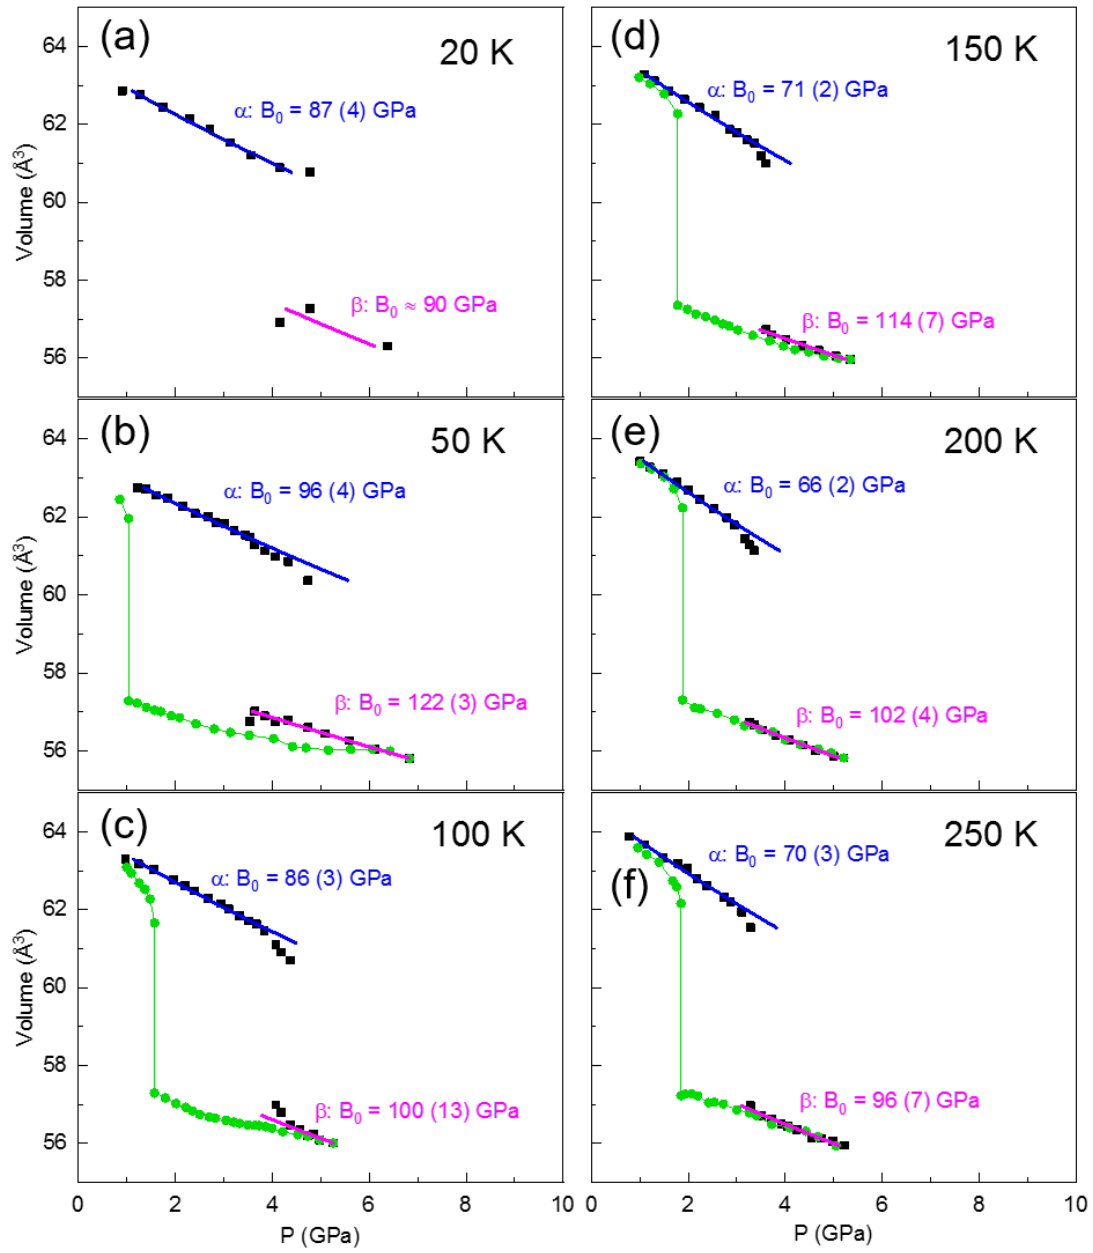 (a)
20 K
64
62
60
58
56
Volume (Å³)
α: B₀ = 87 (4) GPa
β: B₀ ≈ 90 GPa
(d)
150 K
α: B₀ = 71 (2) GPa
β: B₀ = 114 (7) GPa
(b)
50 K
64
62
60
58
56
Volume (Å³)
α: B₀ = 96 (4) GPa
β: B₀ = 122 (3) GPa
(e)
200 K
α: B₀ = 66 (2) GPa
β: B₀ = 102 (4) GPa
(c)
100 K
64
62
60
58
56
Volume (Å³)
α: B₀ = 86 (3) GPa
β: B₀ = 100 (13) GPa
0 2 4 6 8 10
P (GPa)
250 K
α: B₀ = 70 (3) GPa
(f)
β: B₀ = 96 (7) GPa
0 2 4 6 8 10
P (GPa)